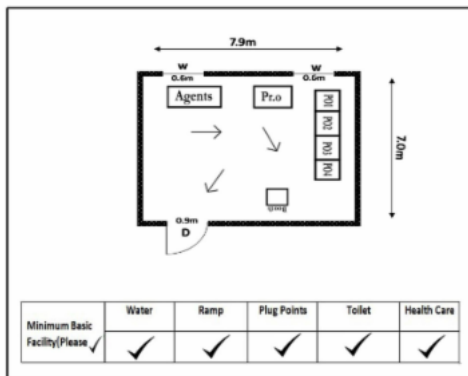 7.9m
W W
0.6m 0.6m
Agents Pr.o PO1
PO2
PO3
PO4
7.0m
0.9m
D
Water Ramp Plug Points Toilet Health Care
Minimum Basic
Facility(Please ✓ ✓ ✓ ✓ ✓ ✓